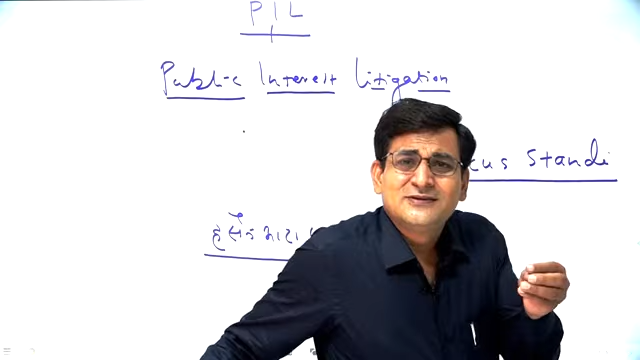 PIL
Public Interest Litigation
cus Standi